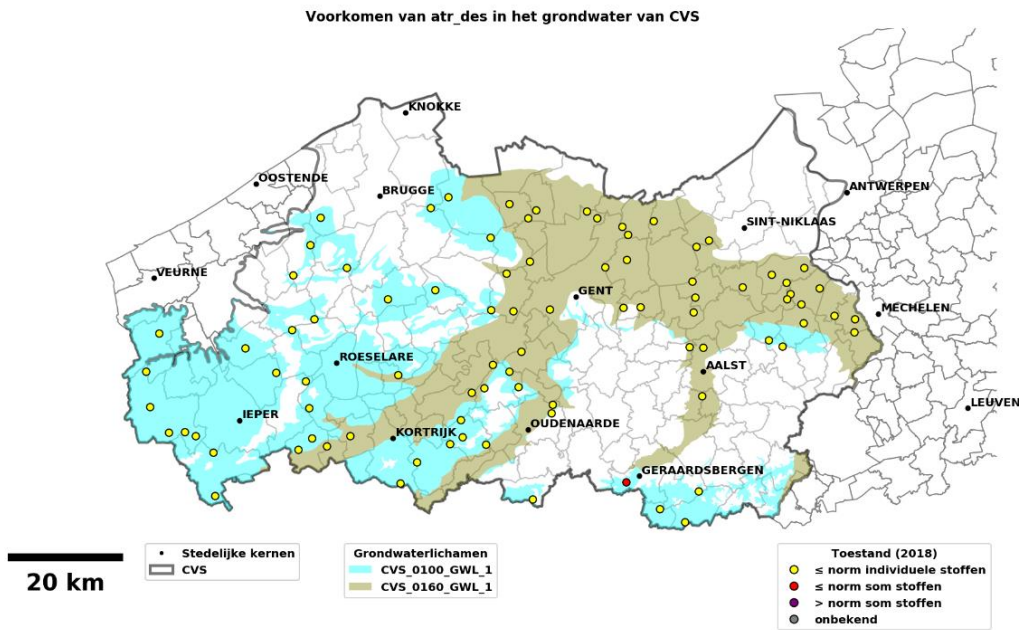 Voorkomen van atr_des in het grondwater van CVS
KNOKKE
OOSTENDE
BRUGGE
ANTWERPEN
SINT-NIKLAAS
VEURNE
GENT
MECHELEN
ROESELARE
AALST
LEUVEN
IEPER
OUDENAARDE
KORTRIJK
GERAARDSBERGEN
20 km
Stedelijke kernen
CVS
Grondwaterlichamen
CVS_0100_GWL_1
CVS_0160_GWL_1
Toestand (2018)
≤ norm individuele stoffen
≤ norm som stoffen
> norm som stoffen
onbekend